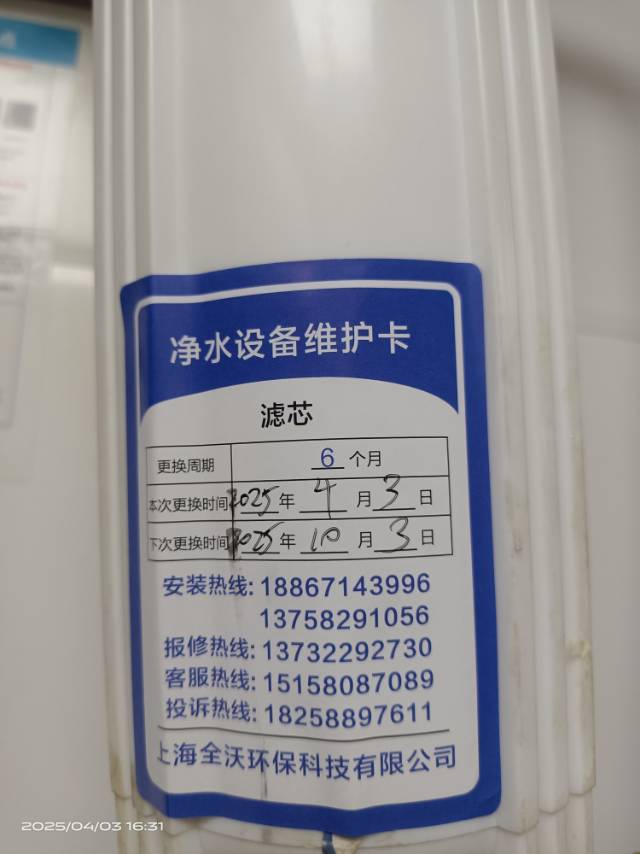 净水设备维护卡
滤芯
更换周期 6 个月
本次更换时间 2025 年 4 月 3 日
下次更换时间 2025 年 10 月 3 日
安装热线: 18867143996
13758291056
报修热线: 13732292730
客服热线: 15158087089
投诉热线: 18258897611
上海全沃环保科技有限公司
2025/04/03 16:31